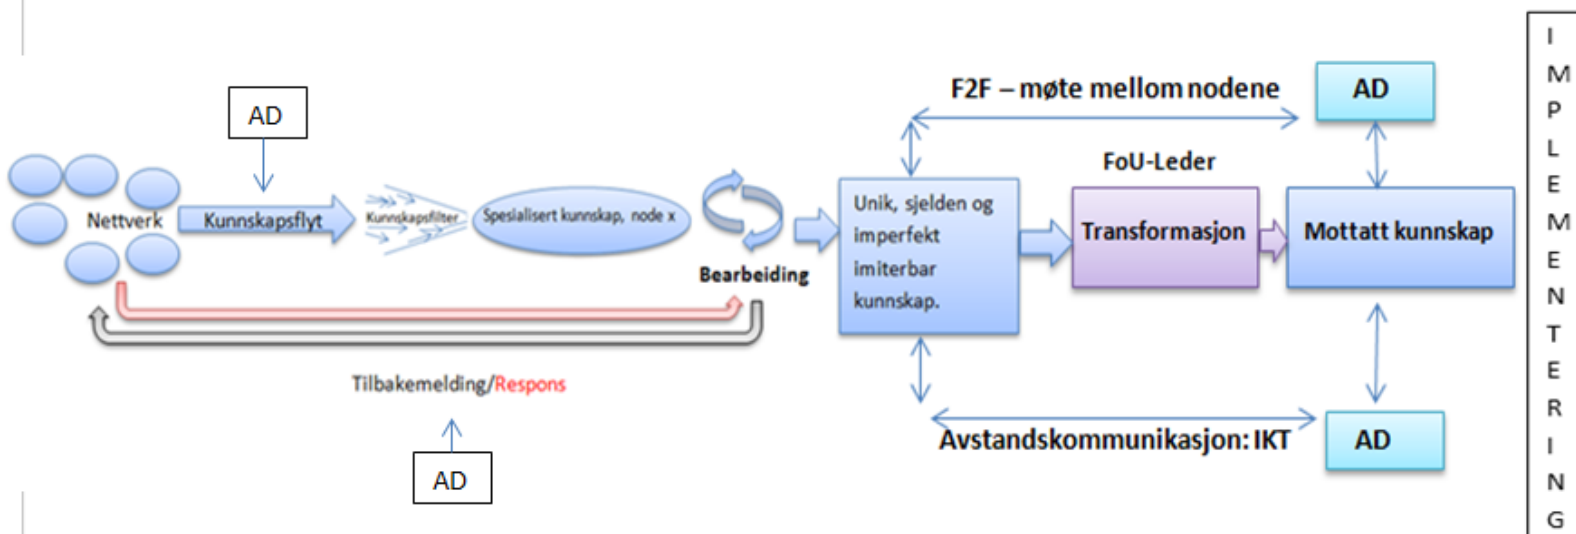 AD
Nettverk
Kunnskapsflyt
Kunnskapsfilter
Spesialisert kunnskap, node x
Bearbeiding
Tilbakemelding/Respons
AD
F2F – møte mellom nodene
AD
FoU-Leder
Unik, sjelden og
imperfekt
imiterbar
kunnskap.
Transformasjon
Mottatt kunnskap
Avstandskommunikasjon: IKT
AD
I
M
P
L
E
M
E
N
T
E
R
I
N
G